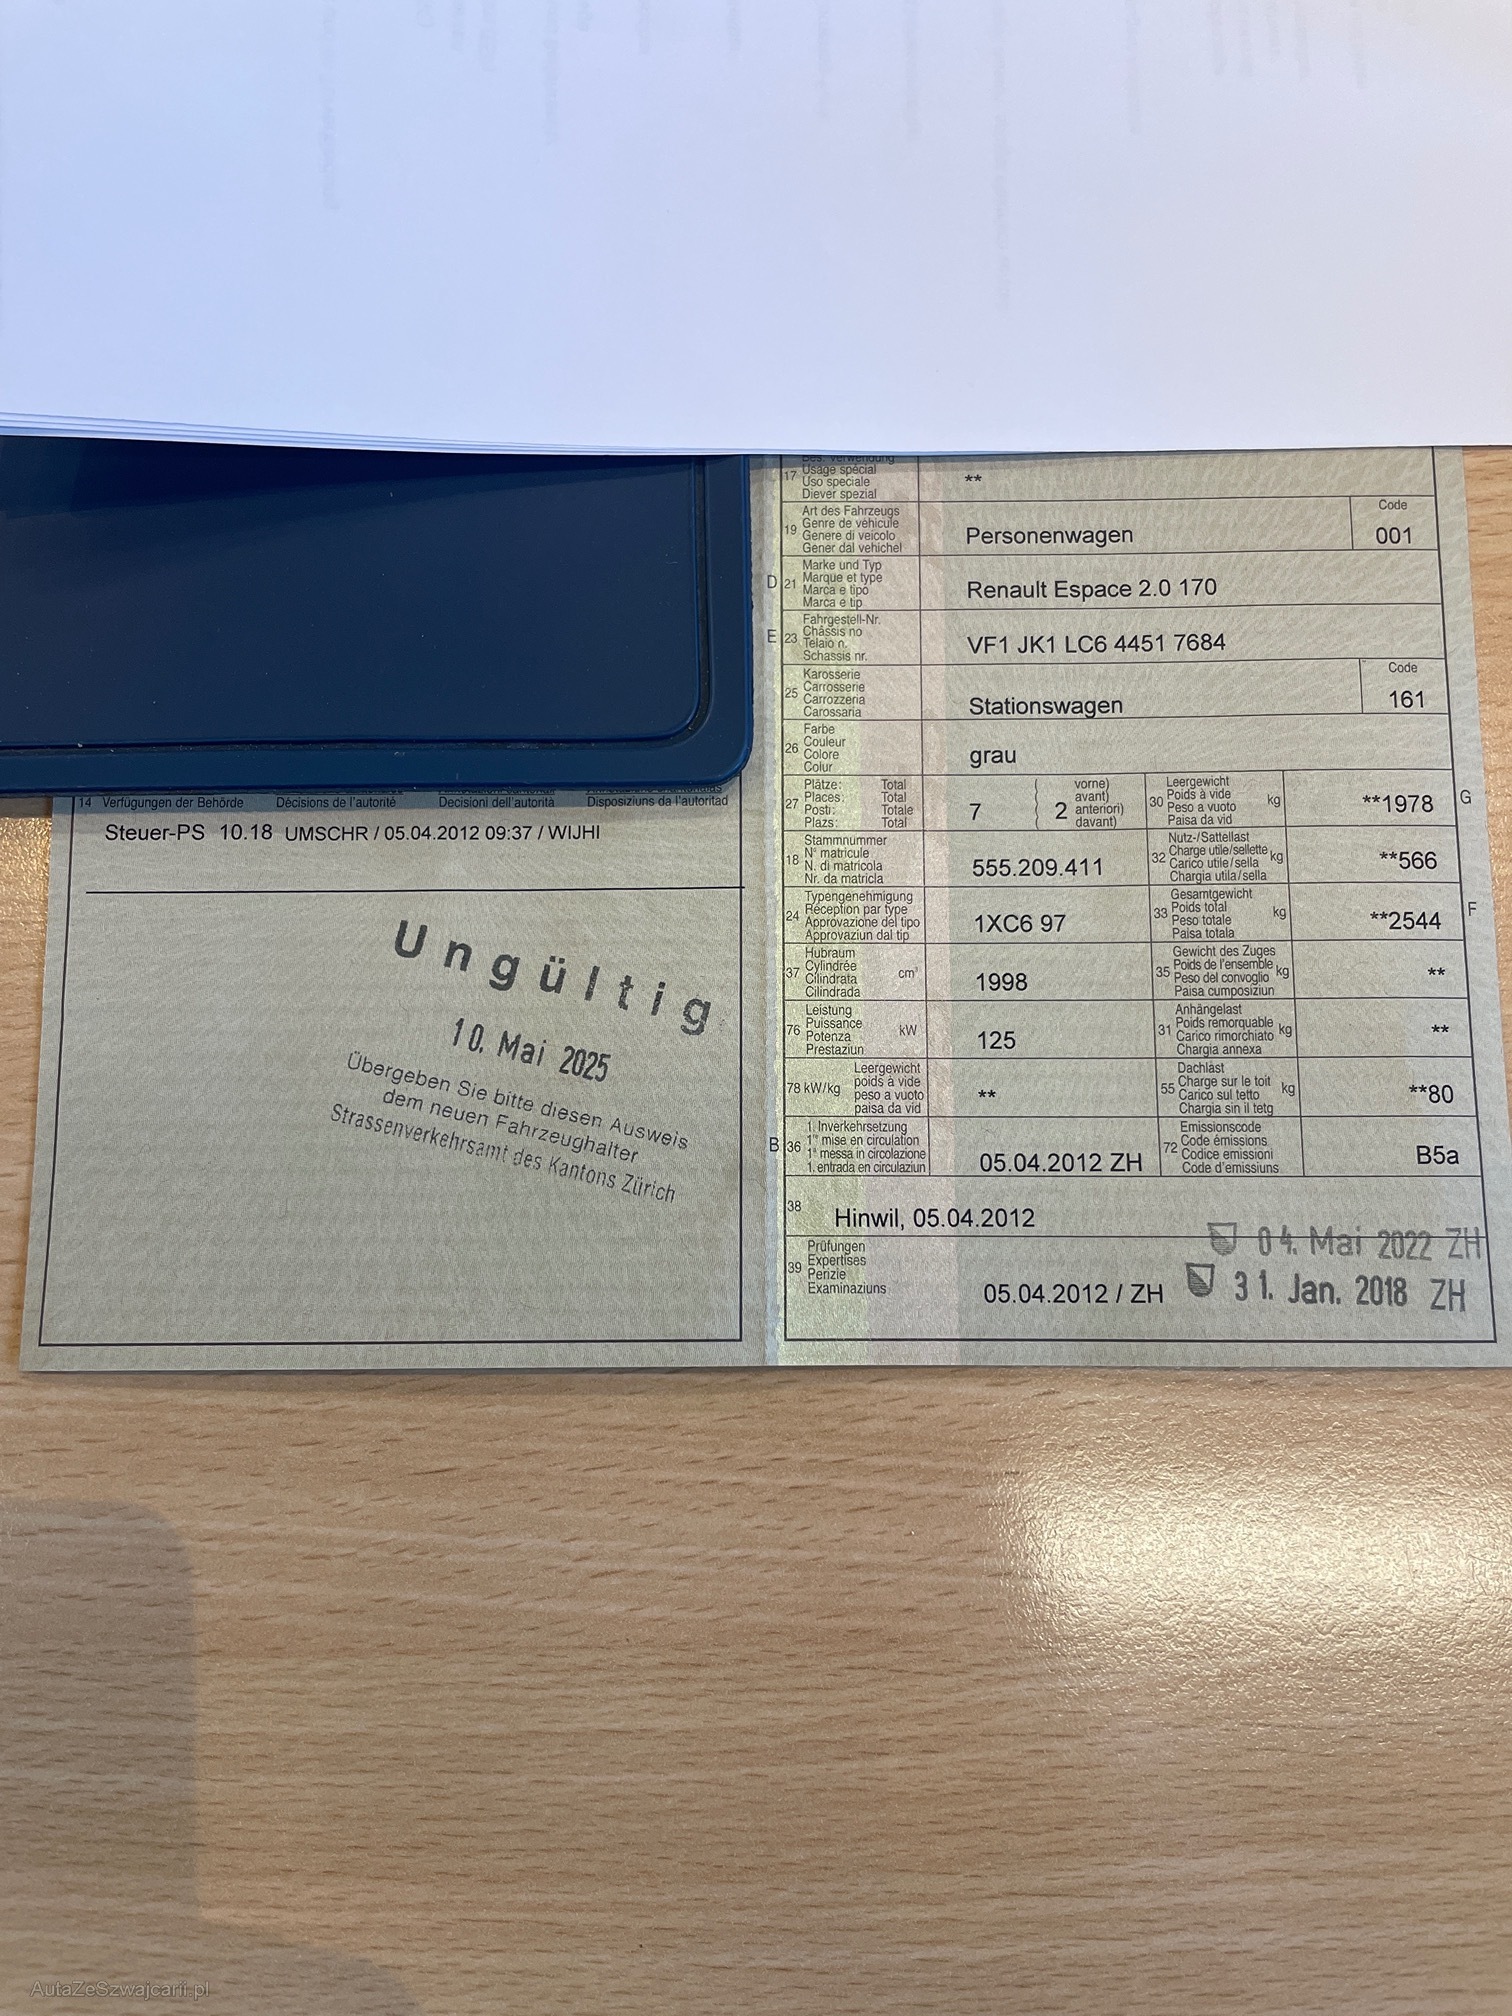 17
Usage spécial
Uso speciale
Diever spezial
**
19
Art des Fahrzeugs
Genre de véhicule
Genere di veicolo
Gener dal vehichel
Personenwagen
Code
001
D 21
Marke und Typ
Marque et type
Marca e tipo
Marca e tip
Renault Espace 2.0 170
E 23
Fahrgestell-Nr.
Châssis no
Telaio n.
Schassis nr.
VF1 JK1 LC6 4451 7684
25
Karosserie
Carrosserie
Carrozzeria
Carossaria
Stationswagen
Code
161
26
Farbe
Couleur
Colore
Colur
grau
27
Plätze: Total
Places: Total
Posti: Totale
Plazs: Total
7
( vorne)
avant)
( 2 anteriori)
davant)
30
Leergewicht
Poids à vide
Peso a vuoto
Paisa da vid
kg
**1978
G
18
Stammnummer
N° matricule
N. di matricola
Nr. da matricla
555.209.411
32
Nutz-/Sattellast
Charge utile/sellette
Carico utile/sella
Chargia utila/sella
kg
**566
24
Typengenehmigung
Réception par type
Approvazione del tipo
Approvaziun dal tip
1XC6 97
33
Gesamtgewicht
Poids total
Peso totale
Paisa totala
kg
**2544
F
37
Hubraum
Cylindrée
Cilindrata
Cilindrada
cm³
1998
35
Gewicht des Zuges
Poids de l'ensemble
Peso del convoglio
Paisa cumposiziun
kg
**
76
Leistung
Puissance
Potenza
Prestaziun
kW
125
31
Anhängelast
Poids remorquable
Carico rimorchiato
Chargia annexa
kg
**
78 kW/kg
Leergewicht
poids à vide
peso a vuoto
paisa da vid
**
55
Dachlast
Charge sur le toit
Carico sul tetto
Chargia sin il tetg
kg
**80
B 36
1. Inverkehrsetzung
1re mise en circulation
1a messa in circolazione
1. entrada en circulaziun
05.04.2012 ZH
72
Emissionscode
Code émissions
Codice emissioni
Code d'emissiuns
B5a
38
Hinwil, 05.04.2012
39
Prüfungen
Expertises
Perizie
Examinaziuns
05.04.2012 / ZH
04. Mai 2022 ZH
31. Jan. 2018 ZH
14 Verfügungen der Behörde Décisions de l'autorité Decisioni dell'autorità Disposiziuns da l'autoritad
Steuer-PS 10.18 UMSCHR / 05.04.2012 09:37 / WIJHI
Ungültig
10. Mai 2025
Übergeben Sie bitte diesen Ausweis
dem neuen Fahrzeughalter
Strassenverkehrsamt des Kantons Zürich
AutaZeSzwajcarii.pl